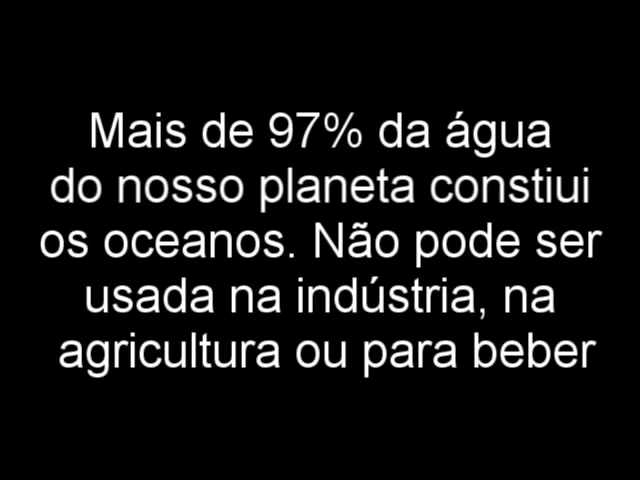 Mais de 97% da água
do nosso planeta constiui
os oceanos. Não pode ser
usada na indústria, na
agricultura ou para beber